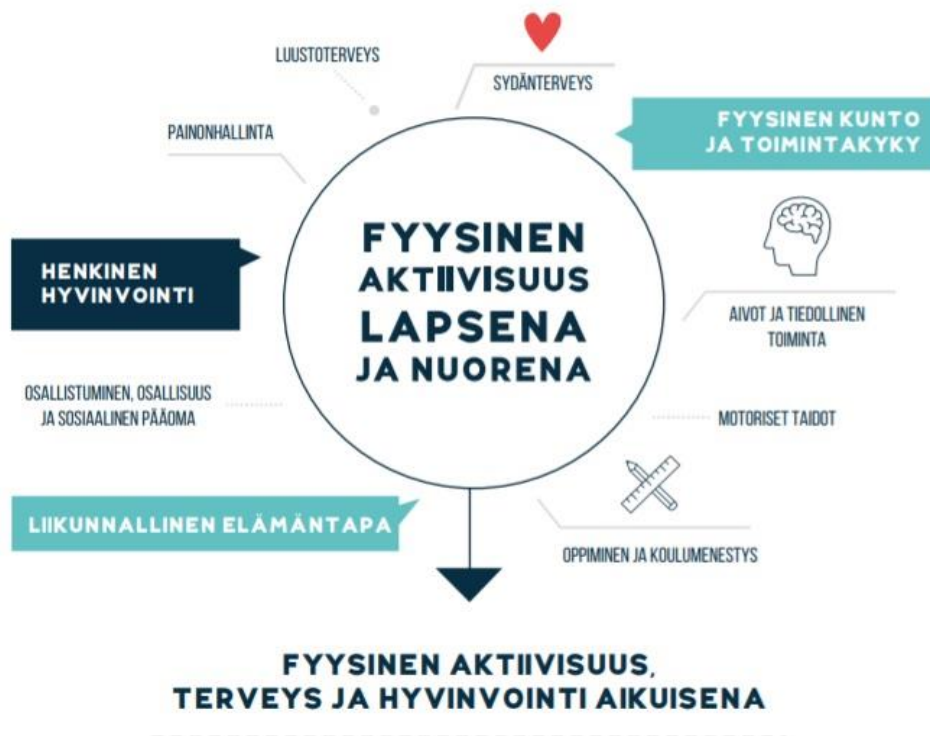 LUUSTOTERVEYS
SYDÄNTERVEYS
PAINONHALLINTA
FYYSINEN KUNTO
JA TOIMINTAKYKY
FYYSINEN
AKTIIVISUUS
LAPSENA
JA NUORENA
HENKINEN
HYVINVOINTI
AIVOT JA TIEDOLLINEN
TOIMINTA
OSALLISTUMINEN, OSALLISUUS
JA SOSIAALINEN PÄÄOMA
MOTORISET TAIDOT
LIIKUNNALLINEN ELÄMÄNTAPA
OPPIMINEN JA KOULUMENESTYS
FYYSINEN AKTIIVISUUS,
TERVEYS JA HYVINVOINTI AIKUISENA